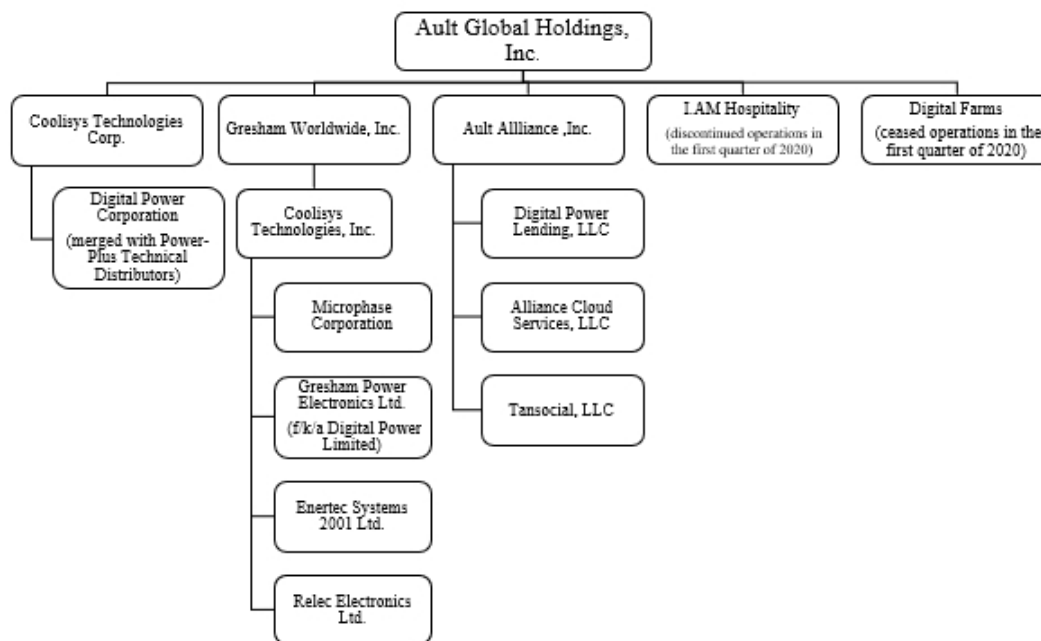 Ault Global Holdings,
Inc.
Coolisys Technologies
Corp.
Gresham Worldwide, Inc.
Ault Allliance ,Inc.
I.AM Hospitality
(discontinued operations in
the first quarter of 2020)
Digital Farms
(ceased operations in the
first quarter of 2020)
Digital Power
Corporation
(merged with Power-
Plus Technical
Distributors)
Coolisys
Technologies, Inc.
Digital Power
Lending, LLC
Microphase
Corporation
Alliance Cloud
Services, LLC
Gresham Power
Electronics Ltd.
(f/k/a Digital Power
Limited)
Tansocial, LLC
Enertec Systems
2001 Ltd.
Relec Electronics
Ltd.